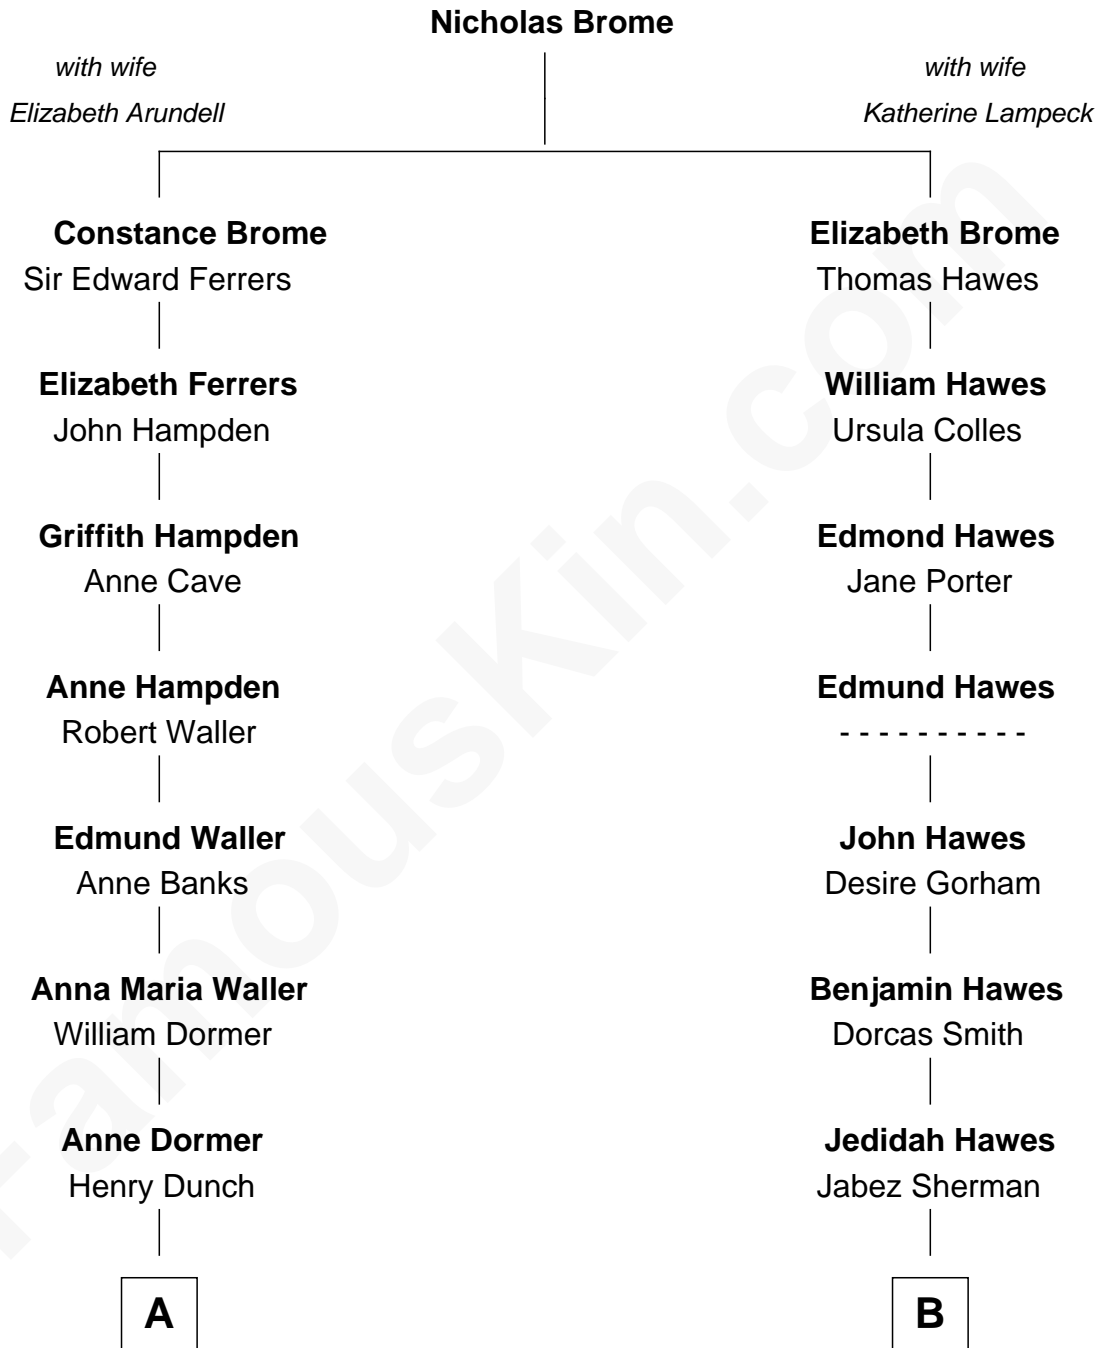 Nicholas Brome
with wife
Elizabeth Arundell
with wife
Katherine Lampeck
Constance Brome
Sir Edward Ferrers
Elizabeth Brome
Thomas Hawes
Elizabeth Ferrers
John Hampden
William Hawes
Ursula Colles
Griffith Hampden
Anne Cave
Edmond Hawes
Jane Porter
Anne Hampden
Robert Waller
Edmund Hawes
- - - - - - - - - -
Edmund Waller
Anne Banks
John Hawes
Desire Gorham
Anna Maria Waller
William Dormer
Benjamin Hawes
Dorcas Smith
Anne Dormer
Henry Dunch
Jedidah Hawes
Jabez Sherman
A
B
FamousKin.com